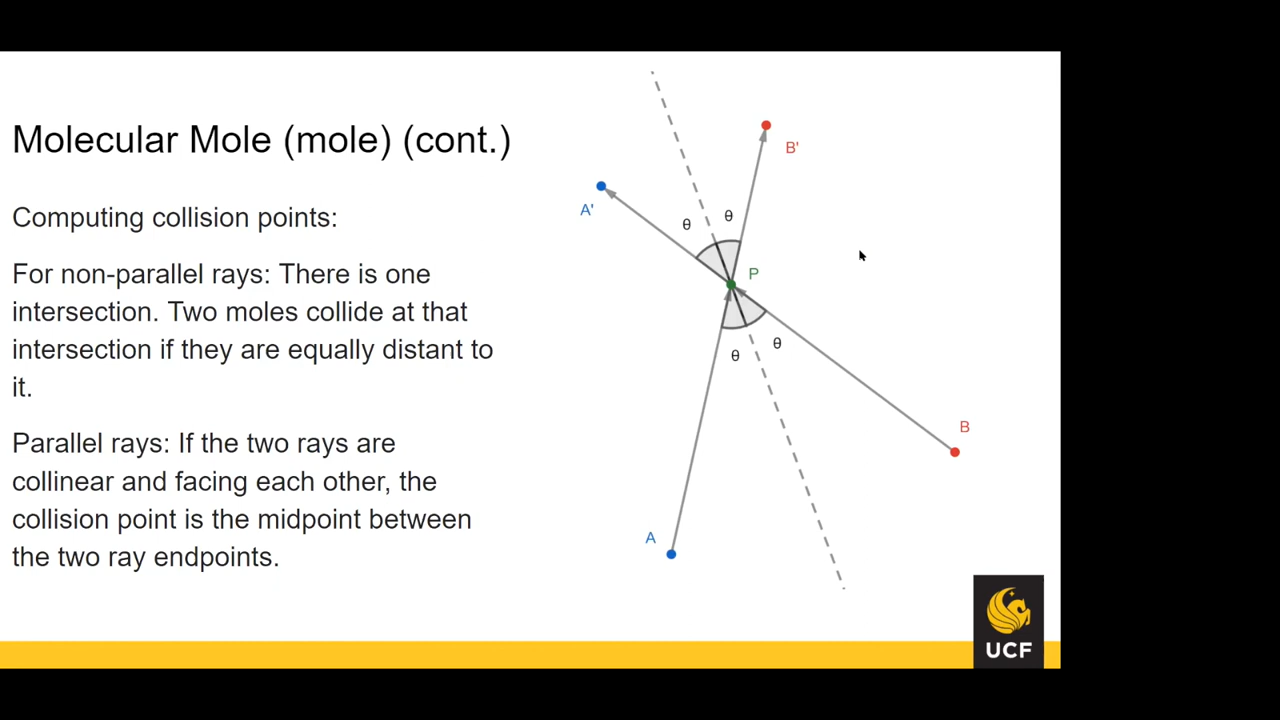 Molecular Mole (mole) (cont.)
Computing collision points:
For non-parallel rays: There is one
intersection. Two moles collide at that
intersection if they are equally distant to
it.
Parallel rays: If the two rays are
collinear and facing each other, the
collision point is the midpoint between
the two ray endpoints.
B'
A'
θ
θ
P
θ
θ
B
A
UCF